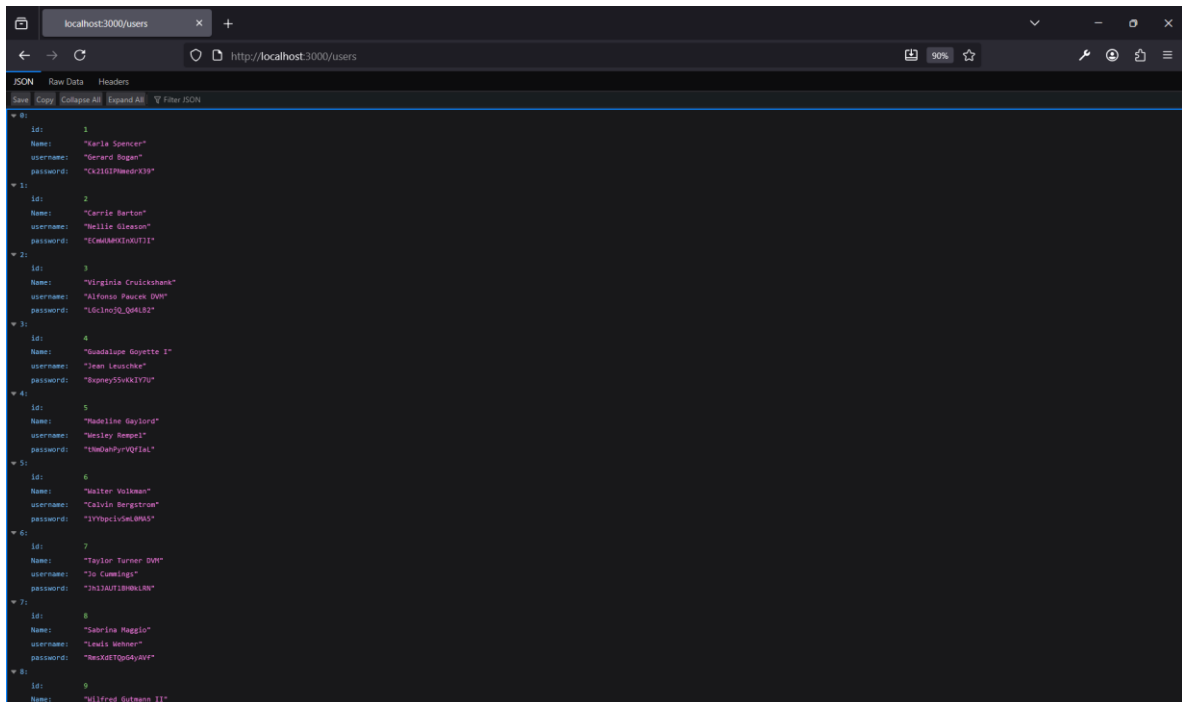 localhost:3000/users
http://localhost:3000/users
90%
JSON Raw Data Headers
Save Copy Collapse All Expand All Filter JSON
0:
id: 1
Name: "Karla Spencer"
username: "Gerard Bogan"
password: "Ck21GIPNmedrX39"
1:
id: 2
Name: "Carrie Barton"
username: "Nellie Gleason"
password: "ECmWUWHXInXUTJI"
2:
id: 3
Name: "Virginia Cruickshank"
username: "Alfonso Paucek DVM"
password: "LGclnojQ_Qd4LB2"
3:
id: 4
Name: "Guadalupe Goyette I"
username: "Jean Leuschke"
password: "8xpney55vKkIY7U"
4:
id: 5
Name: "Madeline Gaylord"
username: "Wesley Rempel"
password: "tNmDahPyrVQfIaL"
5:
id: 6
Name: "Walter Volkman"
username: "Calvin Bergstrom"
password: "1YYbpcivSmL0MA5"
6:
id: 7
Name: "Taylor Turner DVM"
username: "Jo Cummings"
password:
7:
id: 8
Name: "Sabrina Maggio"
username: "Lewis Wehner"
password: "RmsXdETQpG4yAVf"
8:
id: 9
Name: "Wilfred Gutmann II"